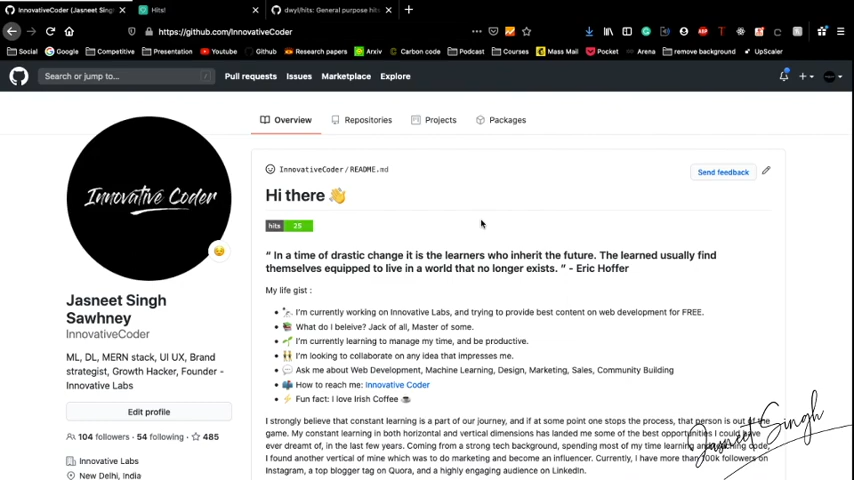 InnovativeCoder (Jasneet Sing
Hits!
dwyl/hits: General purpose hits
https://github.com/InnovativeCoder
Social
Google
Competitive
Presentation
Youtube
Github
Research papers
Arxiv
Carbon code
Podcast
Courses
Mass Mail
Pocket
Arena
remove background
UpScaler
Search or jump to...
/
Pull requests
Issues
Marketplace
Explore
Overview
Repositories
Projects
Packages
InnovativeCoder/README.md
Send feedback
Hi there 👋
hits 25
“ In a time of drastic change it is the learners who inherit the future. The learned usually find
themselves equipped to live in a world that no longer exists. ” - Eric Hoffer
My life gist :
I'm currently working on Innovative Labs, and trying to provide best content on web development for FREE.
What do I beleive? Jack of all, Master of some.
I'm currently learning to manage my time, and be productive.
I'm looking to collaborate on any idea that impresses me.
Ask me about Web Development, Machine Learning, Design, Marketing, Sales, Community Building
How to reach me: Innovative Coder
Fun fact: I love Irish Coffee
I strongly believe that constant learning is a part of our journey, and if at some point one stops the process, that person is out of the
game. My constant learning in both horizontal and vertical dimensions has landed me some of the best opportunities I could have
ever dreamt of, in the last few years. Coming from a strong tech background, spending most of my time learning and teaching code,
I found another vertical of mine which was to do marketing and become an influencer. Currently, I have more than 100k followers on
Instagram, a top blogger tag on Quora, and a highly engaging audience on LinkedIn.
Innovative Coder
Jasneet Singh
Sawhney
InnovativeCoder
ML, DL, MERN stack, UI UX, Brand
strategist, Growth Hacker, Founder -
Innovative Labs
Edit profile
104 followers · 54 following · 485
Innovative Labs
New Delhi, India
Jasneet Singh